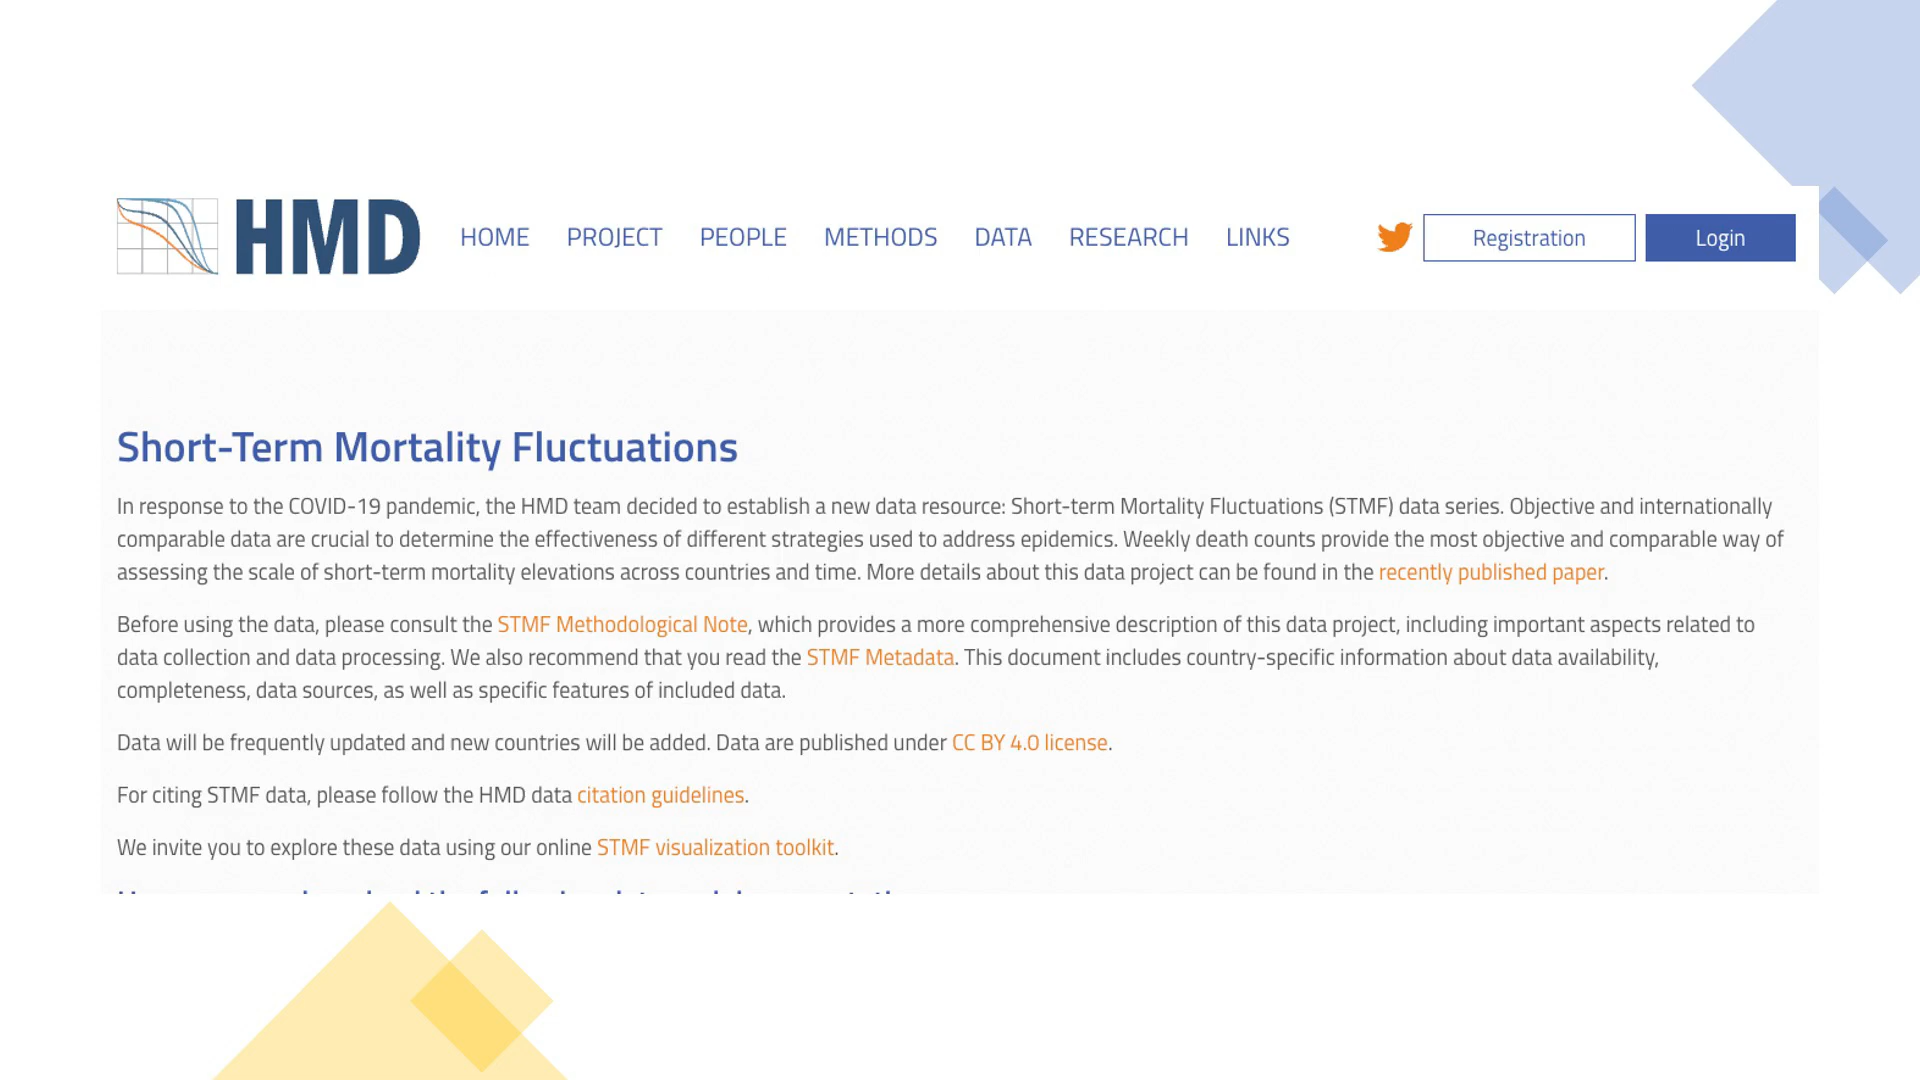 HMD
HOME PROJECT PEOPLE METHODS DATA RESEARCH LINKS
Registration Login
Short-Term Mortality Fluctuations
In response to the COVID-19 pandemic, the HMD team decided to establish a new data resource: Short-term Mortality Fluctuations (STMF) data series. Objective and internationally
comparable data are crucial to determine the effectiveness of different strategies used to address epidemics. Weekly death counts provide the most objective and comparable way of
assessing the scale of short-term mortality elevations across countries and time. More details about this data project can be found in the recently published paper.
Before using the data, please consult the STMF Methodological Note, which provides a more comprehensive description of this data project, including important aspects related to
data collection and data processing. We also recommend that you read the STMF Metadata. This document includes country-specific information about data availability,
completeness, data sources, as well as specific features of included data.
Data will be frequently updated and new countries will be added. Data are published under CC BY 4.0 license.
For citing STMF data, please follow the HMD data citation guidelines.
We invite you to explore these data using our online STMF visualization toolkit.